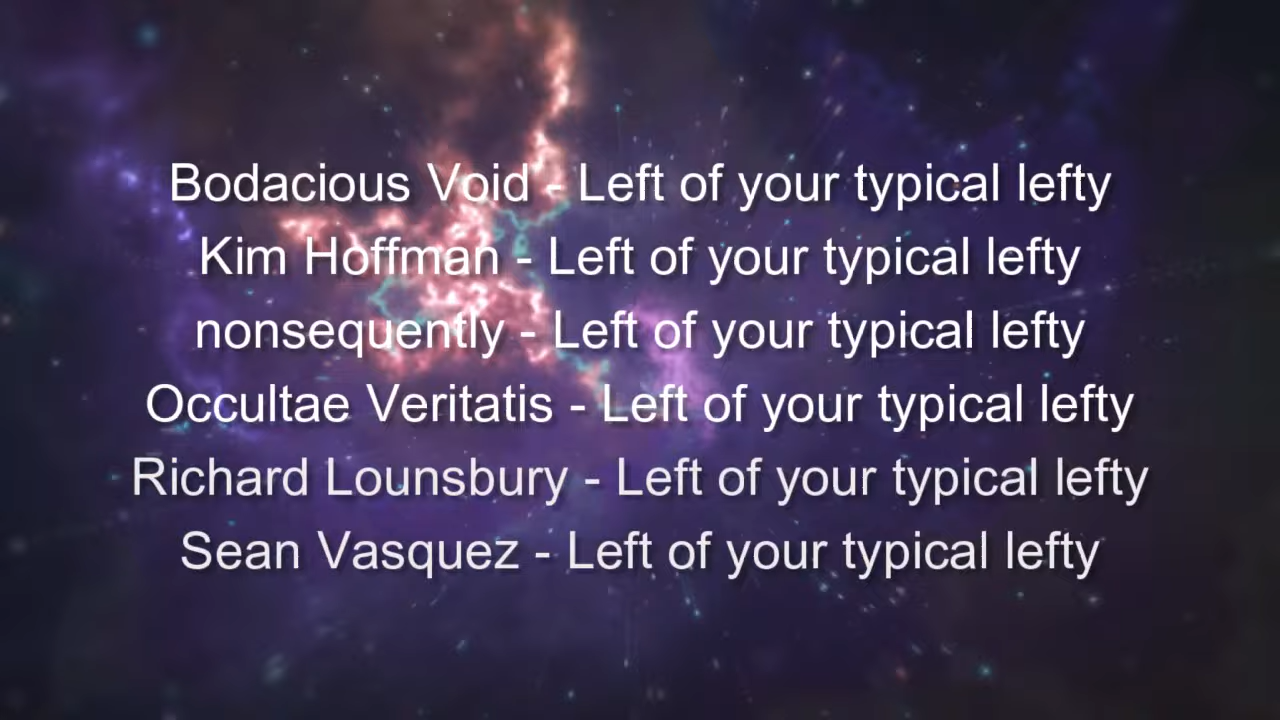 Bodacious Void - Left of your typical lefty
Kim Hoffman - Left of your typical lefty
nonsequently - Left of your typical lefty
Occultae Veritatis - Left of your typical lefty
Richard Lounsbury - Left of your typical lefty
Sean Vasquez - Left of your typical lefty